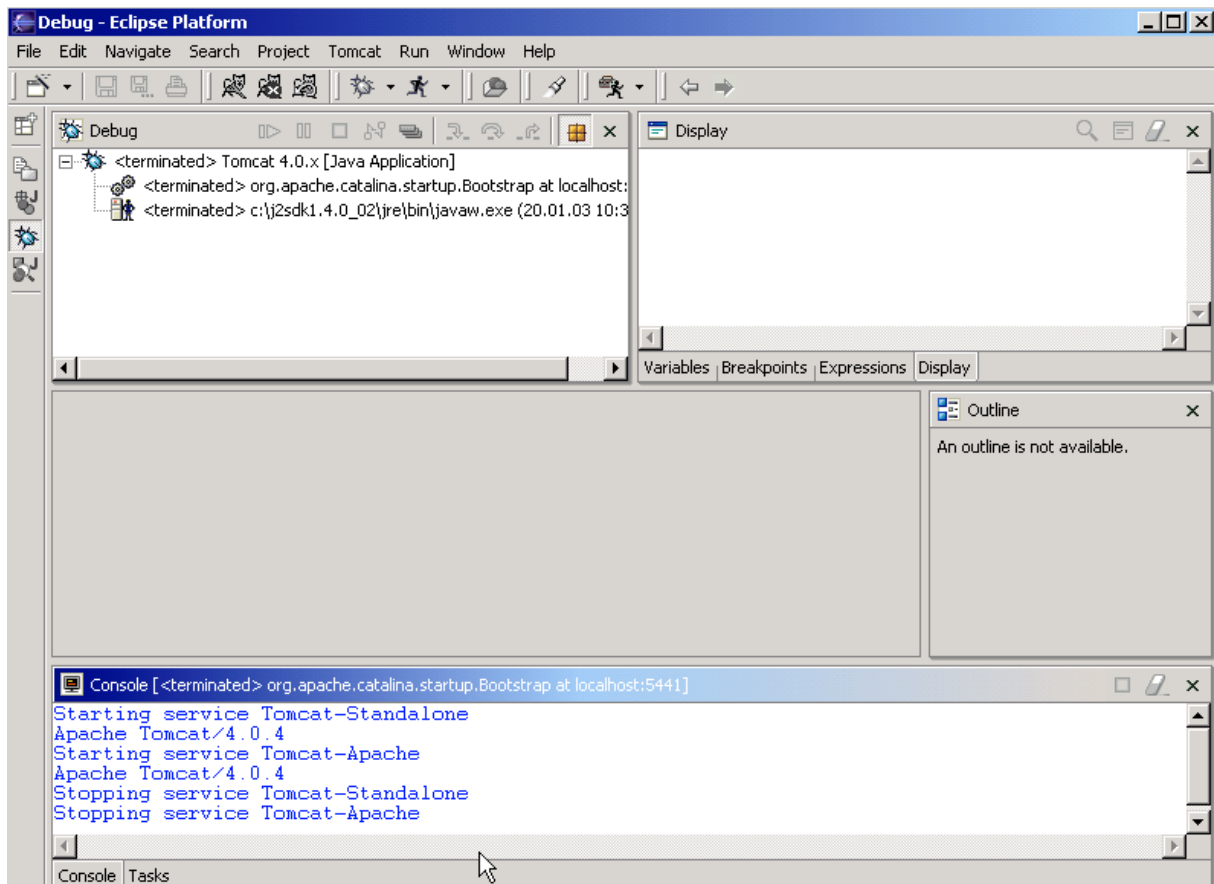 Debug - Eclipse Platform
File Edit Navigate Search Project Tomcat Run Window Help
Debug
<terminated> Tomcat 4.0.x [Java Application]
<terminated> org.apache.catalina.startup.Bootstrap at localhost:
<terminated> c:\j2sdk1.4.0_02\jre\bin\javaw.exe (20.01.03 10:3
Display
Variables Breakpoints Expressions Display
Outline
An outline is not available.
Console [<terminated> org.apache.catalina.startup.Bootstrap at localhost:5441]
Starting service Tomcat-Standalone
Apache Tomcat/4.0.4
Starting service Tomcat-Apache
Apache Tomcat/4.0.4
Stopping service Tomcat-Standalone
Stopping service Tomcat-Apache
Console Tasks